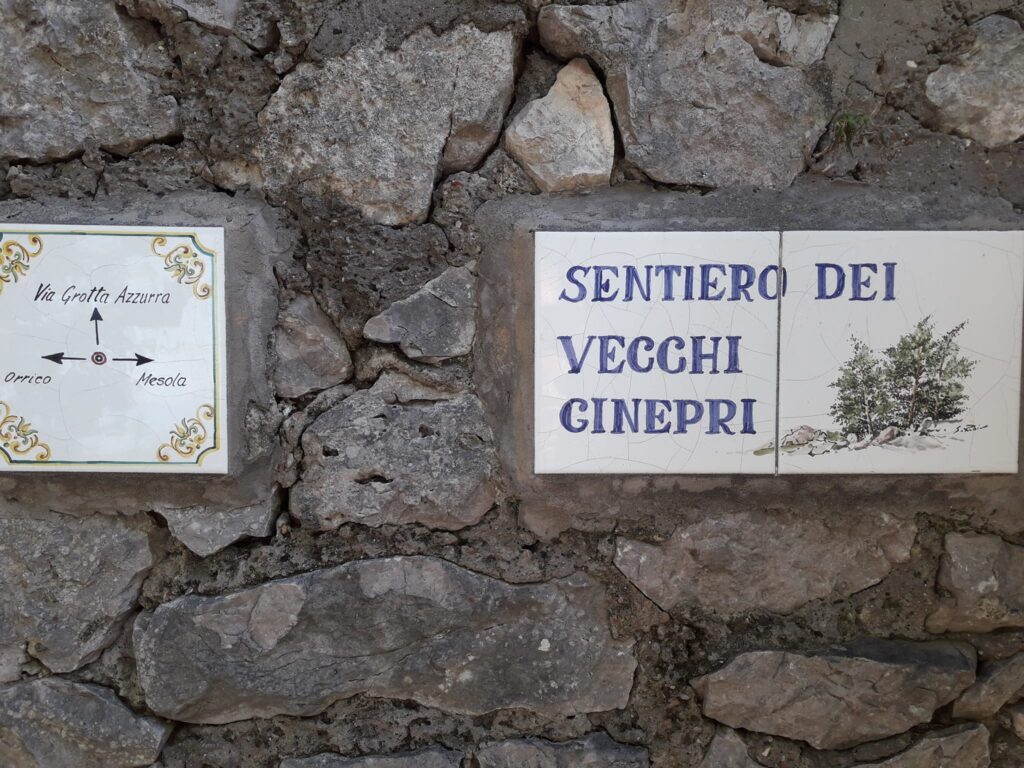 Via Grotta Azzurra
Orrico
Mesola
SENTIERO DEI
VECCHI
GINEPRI